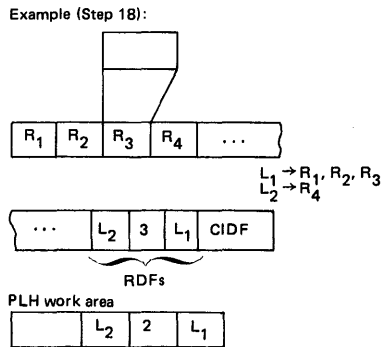 Example (Step 18):
R1 R2 R3 R4 ...
L1 → R1, R2, R3
L2 → R4
... L2 3 L1 CIDF
RDFs
PLH work area
L2 2 L1